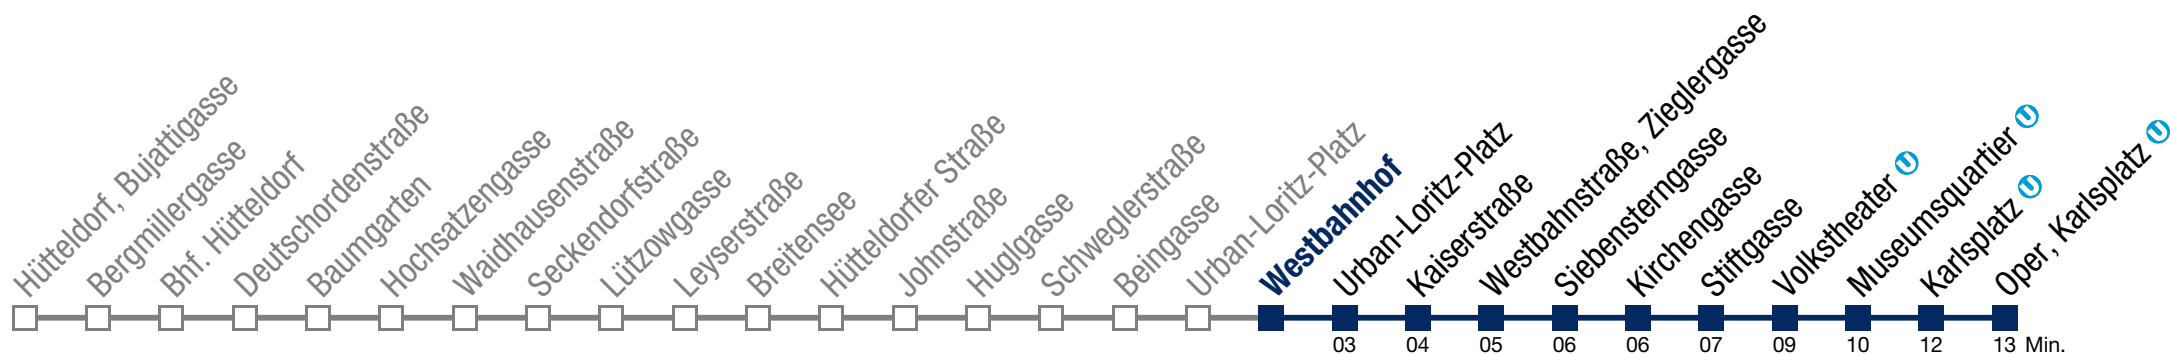 Hütteldorf, Bujattigasse
Bergmillergasse
Bhf. Hütteldorf
Deutschordenstraße
Baumgarten
Hochsatzengasse
Waidhausenstraße
Seckendorfstraße
Lützowgasse
Leyserstraße
Breitensee
Hütteldorfer Straße
Johnstraße
Huglgasse
Schweglerstraße
Beingasse
Urban-Loritz-Platz
Westbahnhof
Urban-Loritz-Platz
Kaiserstraße
Westbahnstraße, Zieglergasse
Siebensterngasse
Kirchengasse
Stiftgasse
Volkstheater U
Museumsquartier U
Karlsplatz U
Oper, Karlsplatz U
03 04 05 06 06 07 09 10 12 13 Min.